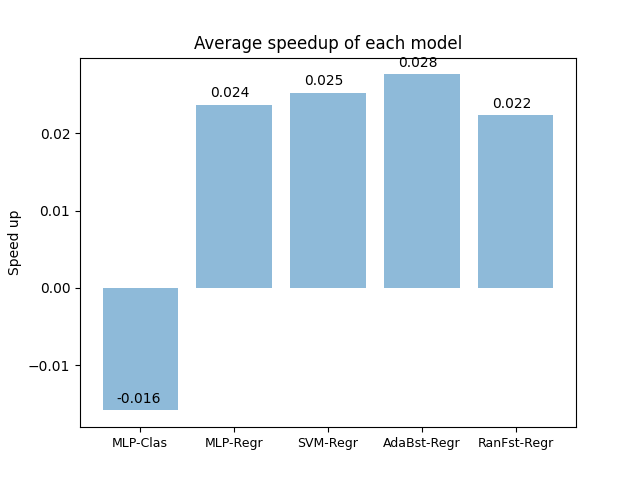 Average speedup of each model
Speed up
0.02
0.01
0.00
−0.01
-0.016
0.024
0.025
0.028
0.022
MLP-Clas
MLP-Regr
SVM-Regr
AdaBst-Regr
RanFst-Regr